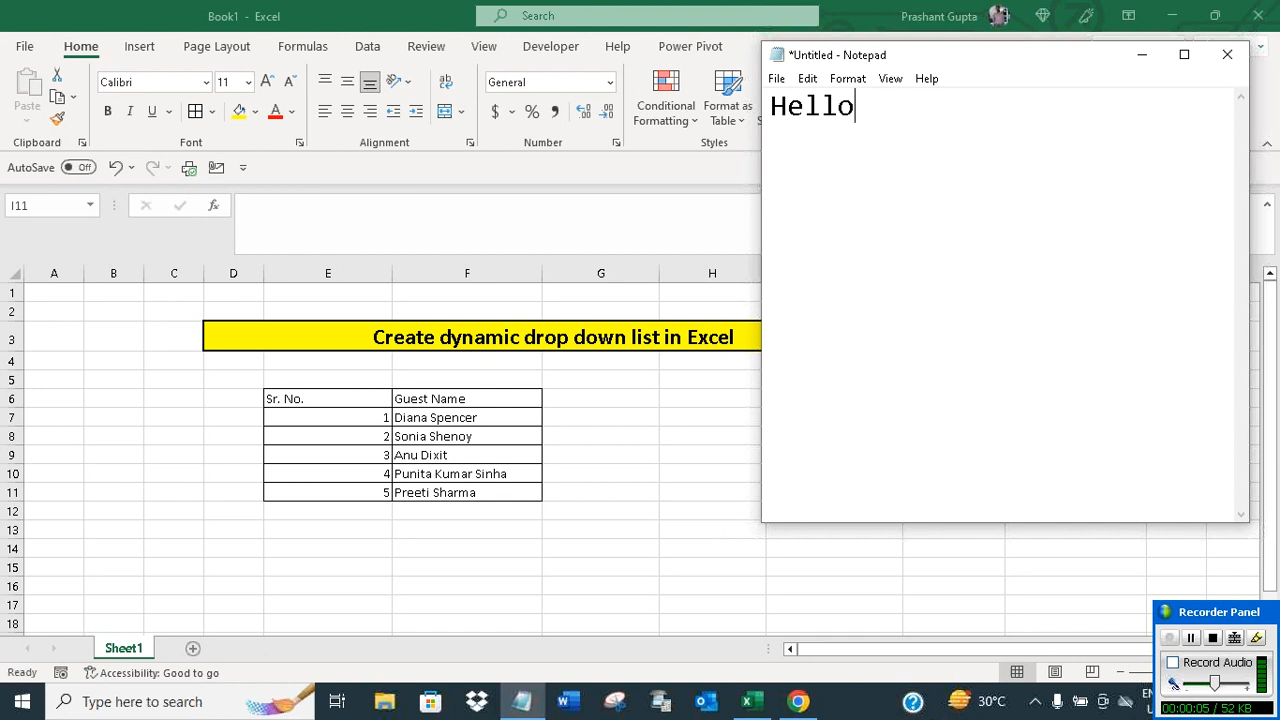 Book1 - Excel
Search
Prashant Gupta
File Home Insert Page Layout Formulas Data Review View Developer Help Power Pivot
Paste
Calibri 11
B I U
General
$ %
Conditional Formatting
Format as Table
Clipboard Font Alignment Number Styles
AutoSave Off
I11
fx
*Untitled - Notepad
File Edit Format View Help
Hello
A B C D E F G H
1
2
3 Create dynamic drop down list in Excel
4
5
6 Sr. No. Guest Name
7 1 Diana Spencer
8 2 Sonia Shenoy
9 3 Anu Dixit
10 4 Punita Kumar Sinha
11 5 Preeti Sharma
12
13
14
15
16
17
18
Sheet1
Ready Accessibility: Good to go
Recorder Panel
Record Audio
00:00:05 / 52 KB
Type here to search
30°C